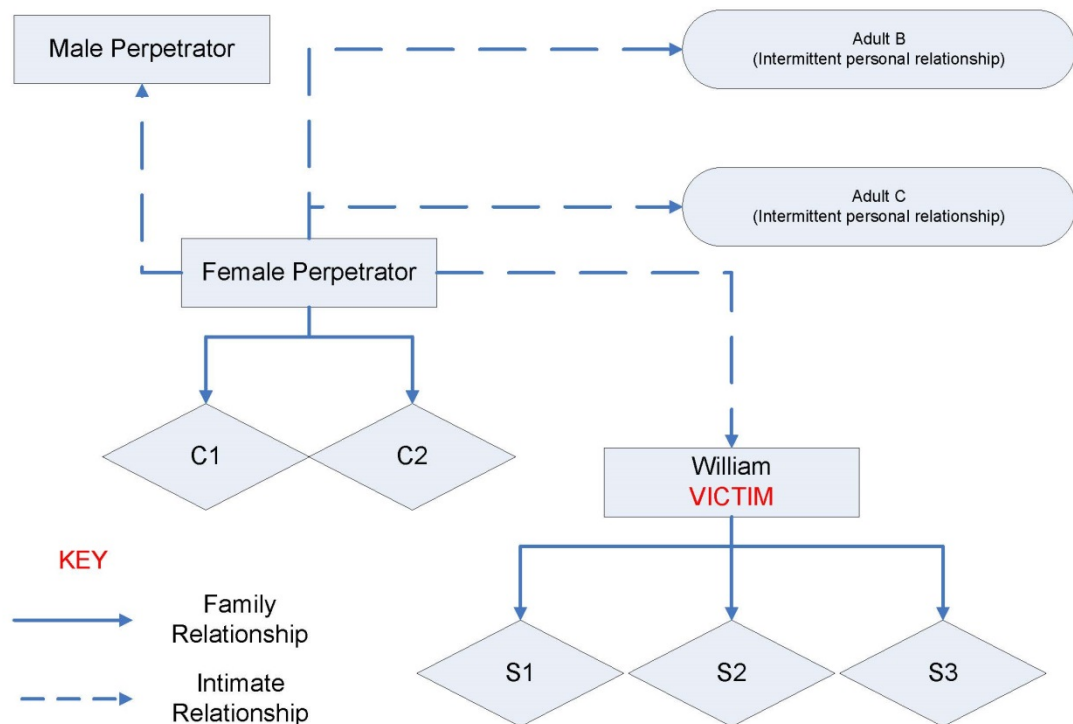 Male Perpetrator
Adult B
(Intermittent personal relationship)
Adult C
(Intermittent personal relationship)
Female Perpetrator
C1
C2
William
VICTIM
KEY
Family
Relationship
S1
S2
S3
Intimate
Relationship